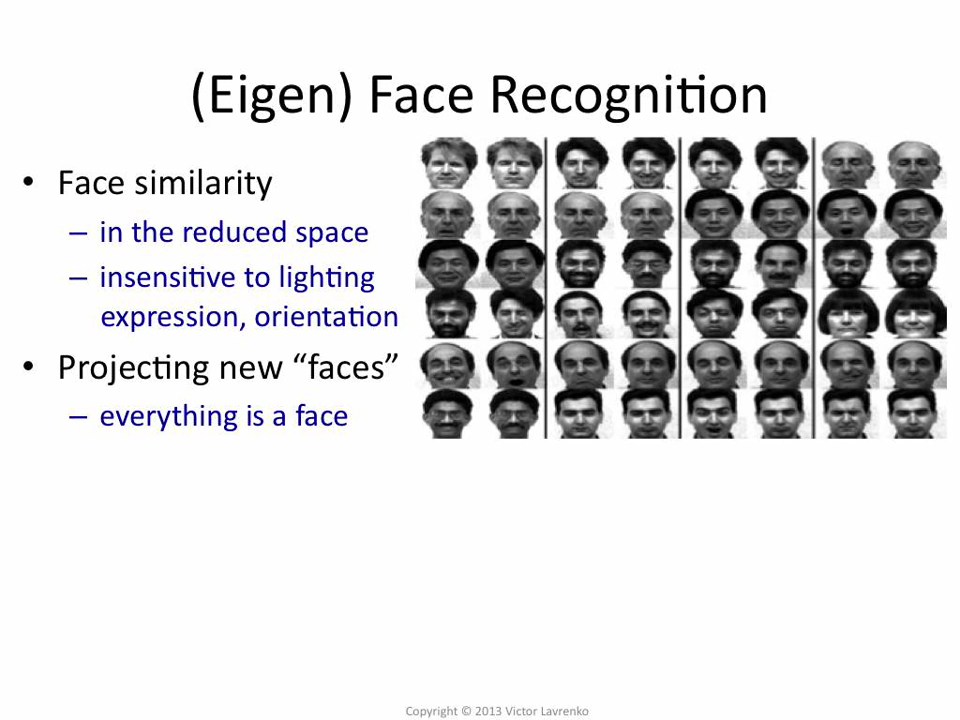 (Eigen) Face Recognition
• Face similarity
– in the reduced space
– insensitive to lighting
expression, orientation
• Projecting new “faces”
– everything is a face
Copyright © 2013 Victor Lavrenko